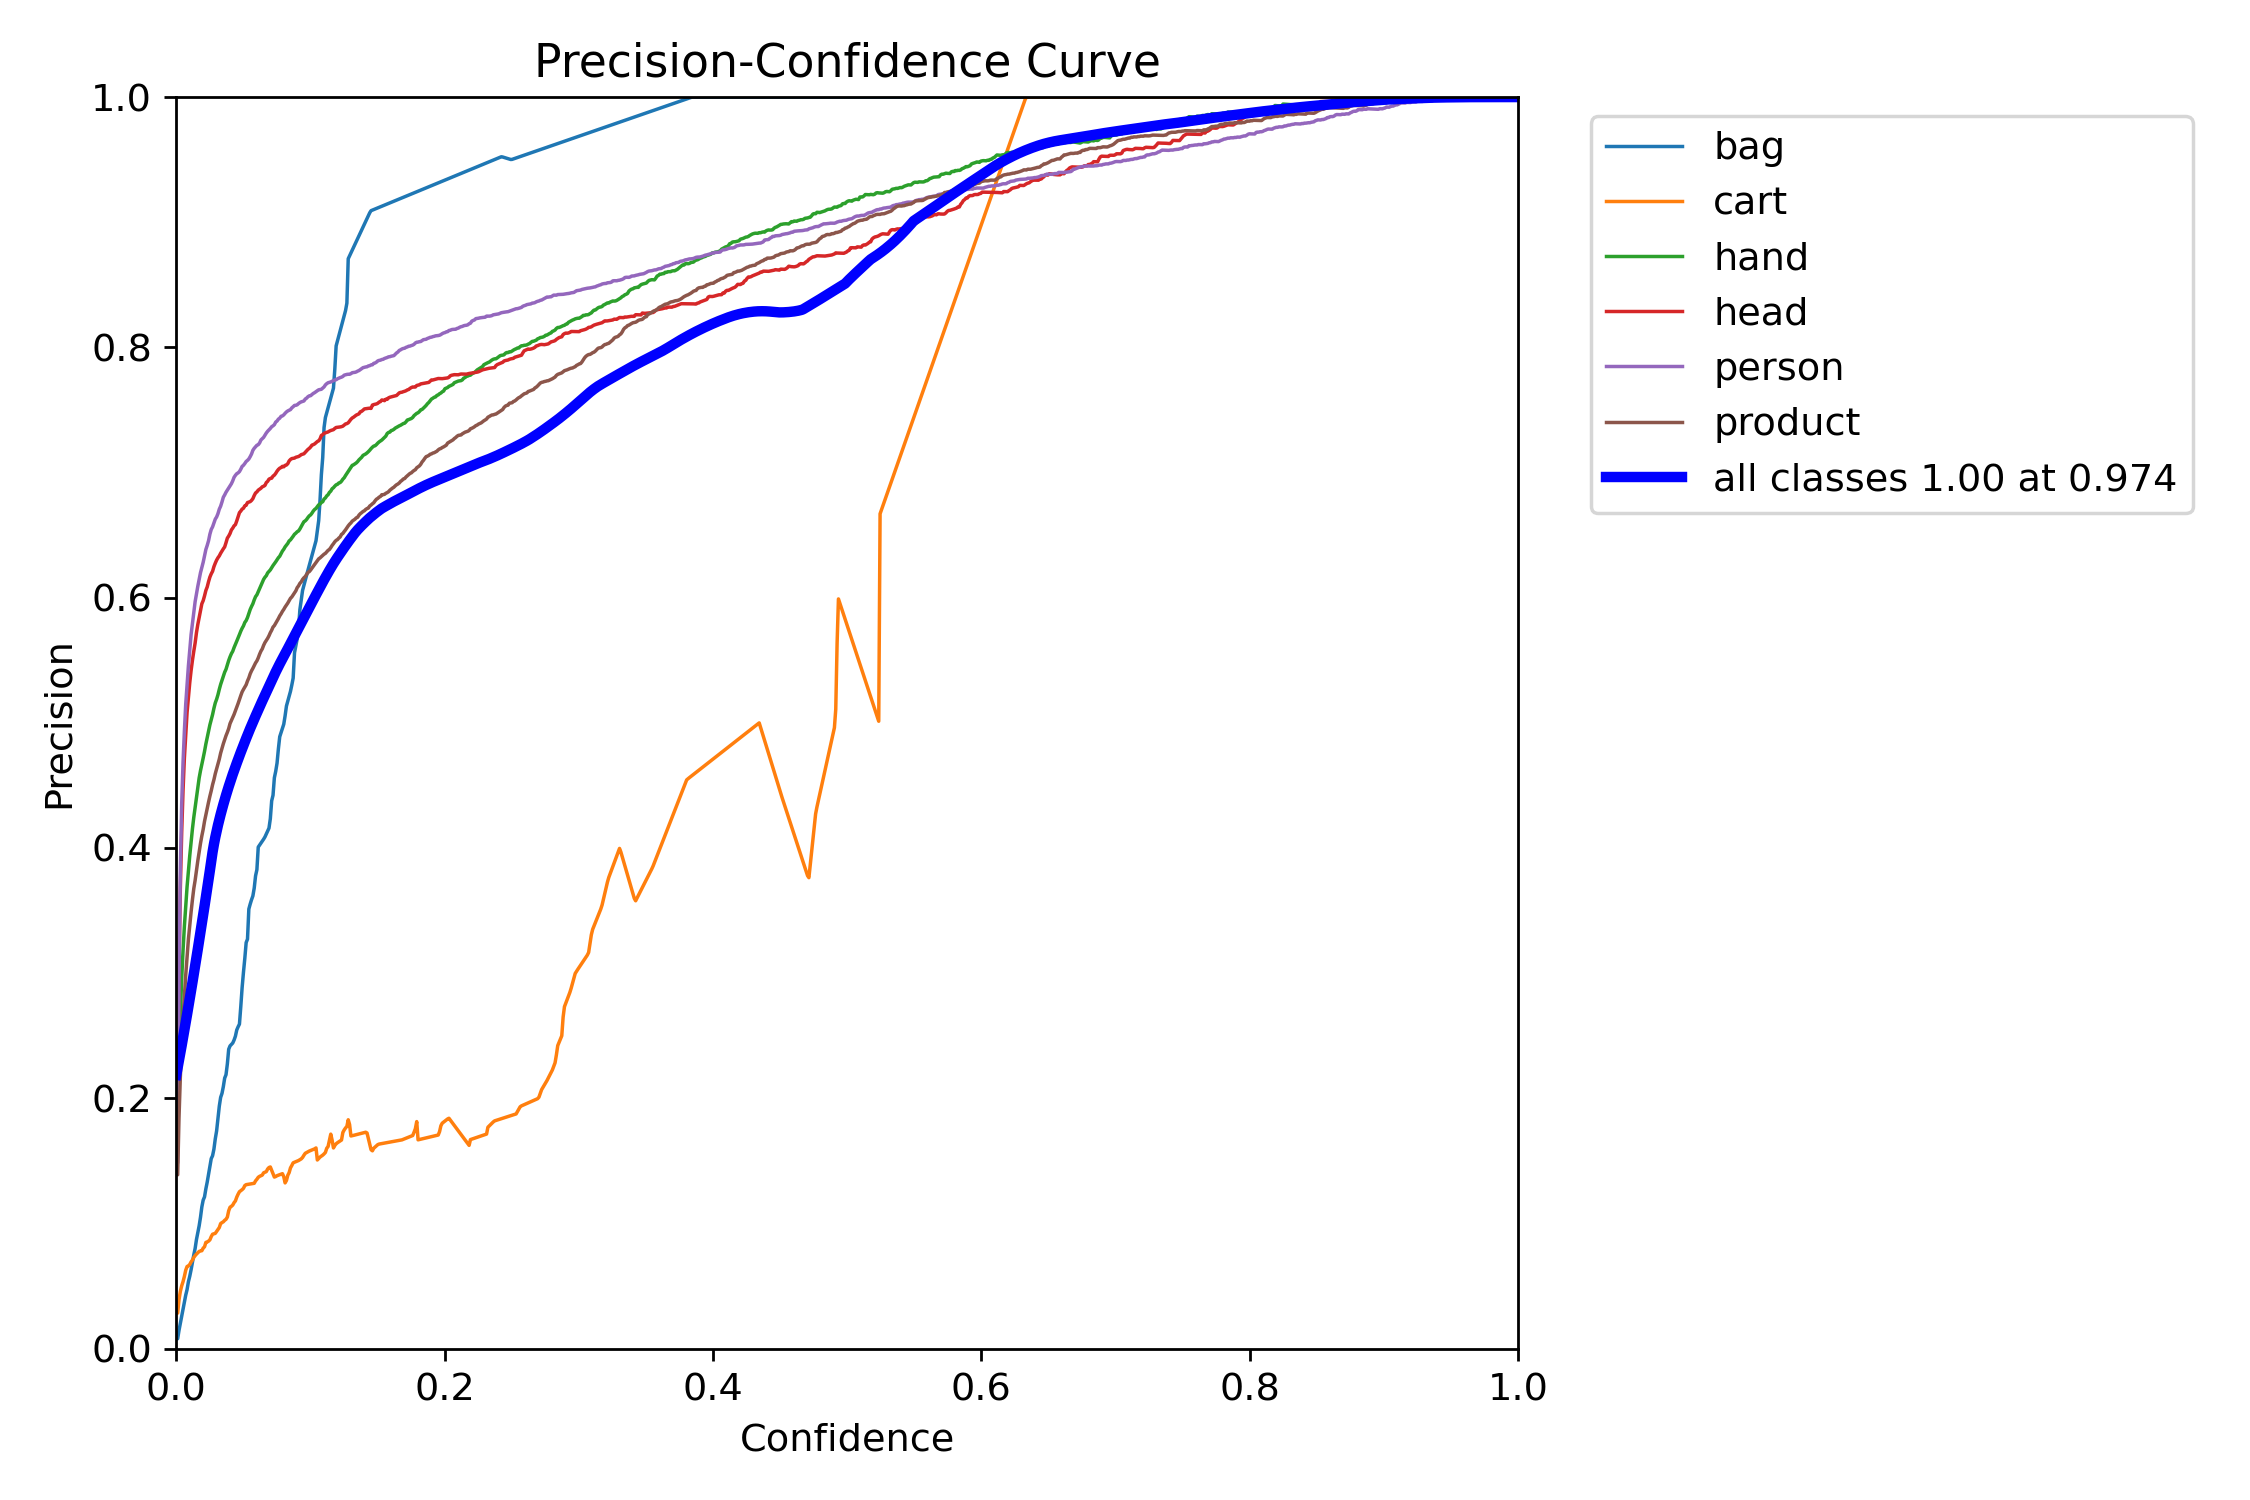 Precision-Confidence Curve
1.0
0.8
0.6
0.4
0.2
0.0
Precision
0.0 0.2 0.4 0.6 0.8 1.0
Confidence
bag
cart
hand
head
person
product
all classes 1.00 at 0.974